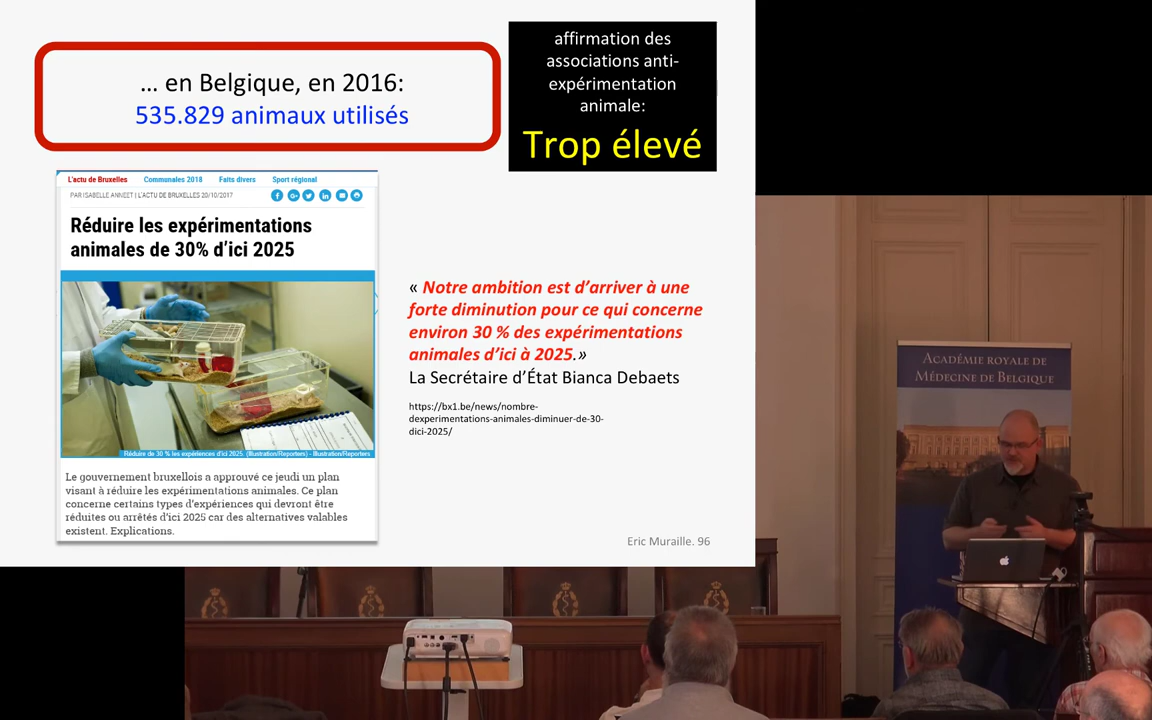 … en Belgique, en 2016:
535.829 animaux utilisés
affirmation des
associations anti-
expérimentation
animale:
Trop élevé
L'actu de Bruxelles Communales 2018 Faits divers Sport régional
PAR ISABELLE ANNEET | L'ACTU DE BRUXELLES 20/10/2017
Réduire les expérimentations
animales de 30% d'ici 2025
Réduire de 30 % les expériences d'ici 2025. (Illustration/Reporters) - Illustration/Reporters
Le gouvernement bruxellois a approuvé ce jeudi un plan
visant à réduire les expérimentations animales. Ce plan
concerne certains types d'expériences qui devront être
réduites ou arrêtés d'ici 2025 car des alternatives valables
existent. Explications.
« Notre ambition est d'arriver à une
forte diminution pour ce qui concerne
environ 30 % des expérimentations
animales d'ici à 2025.»
La Secrétaire d'État Bianca Debaets
https://bx1.be/news/nombre-
dexperimentations-animales-diminuer-de-30-
dici-2025/
Eric Muraille. 96
Académie royale de
Médecine de Belgique